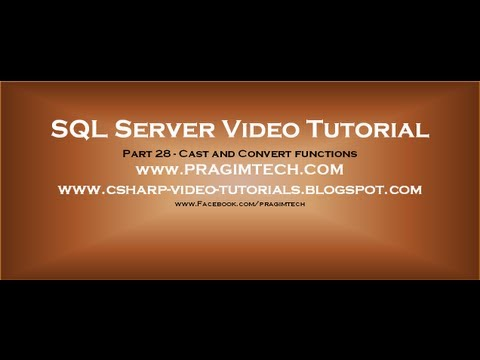 SQL Server Video Tutorial
Part 28 - Cast and Convert functions
www.PRAGIMTECH.com
www.csharp-video-tutorials.blogspot.com
www.Facebook.com/pragimtech